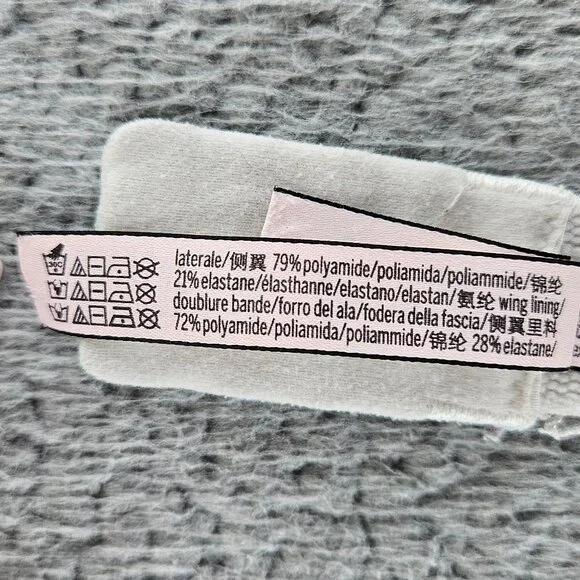 laterale/侧翼 79% polyamide/poliamida/poliammide/锦纶
21% elastane/élasthanne/elastano/elastan/氨纶 wing lining/
doublure bande/forro del ala/fodera della fascia/侧翼里料
72% polyamide/poliamida/poliammide/锦纶 28% elastane/